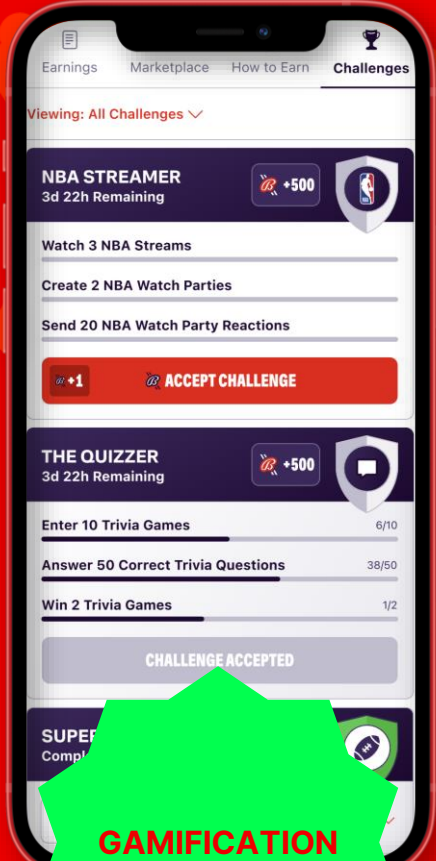 Earnings
Marketplace
How to Earn
Challenges
Viewing: All Challenges
NBA STREAMER
3d 22h Remaining
+500
Watch 3 NBA Streams
Create 2 NBA Watch Parties
Send 20 NBA Watch Party Reactions
+1
ACCEPT CHALLENGE
THE QUIZZER
3d 22h Remaining
+500
Enter 10 Trivia Games
6/10
Answer 50 Correct Trivia Questions
38/50
Win 2 Trivia Games
1/2
CHALLENGE ACCEPTED
GAMIFICATION